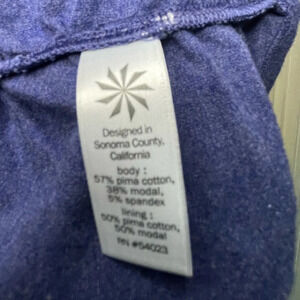 Designed in
Sonoma County,
California
body :
57% pima cotton,
38% modal,
5% spandex
lining :
50% pima cotton,
50% modal
rn #54023